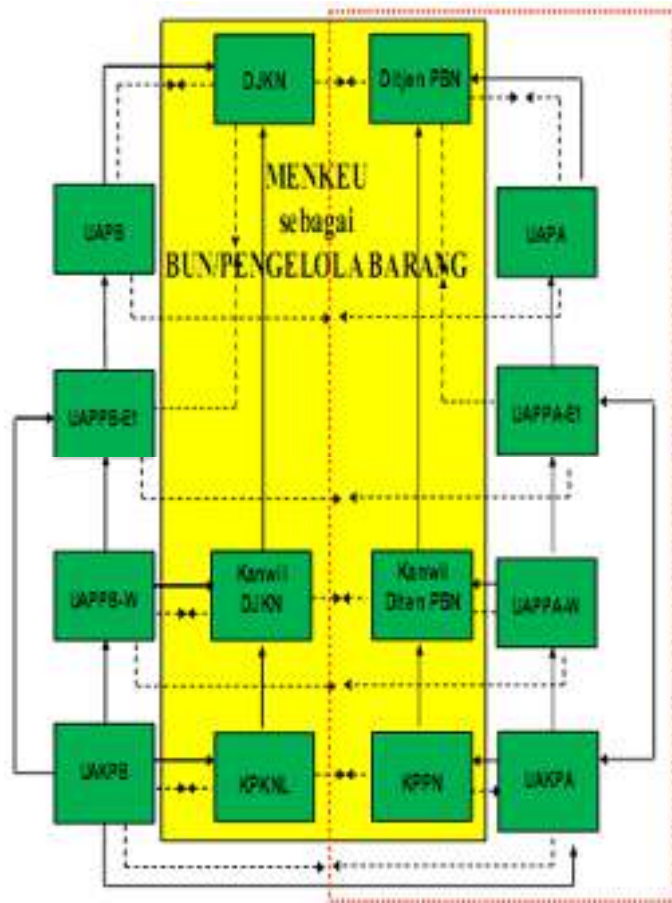 DJKN
Ditjen PBN
MENKEU
sebagai
BUN/PENGELOLA BARANG
UAPB
UAPA
UAPPB-E1
UAPPA-E1
UAPPB-W
Kanwil
DJKN
Kanwil
Diten PBN
UAPPA-W
UAKPB
KPKNL
KPPN
UAKPA